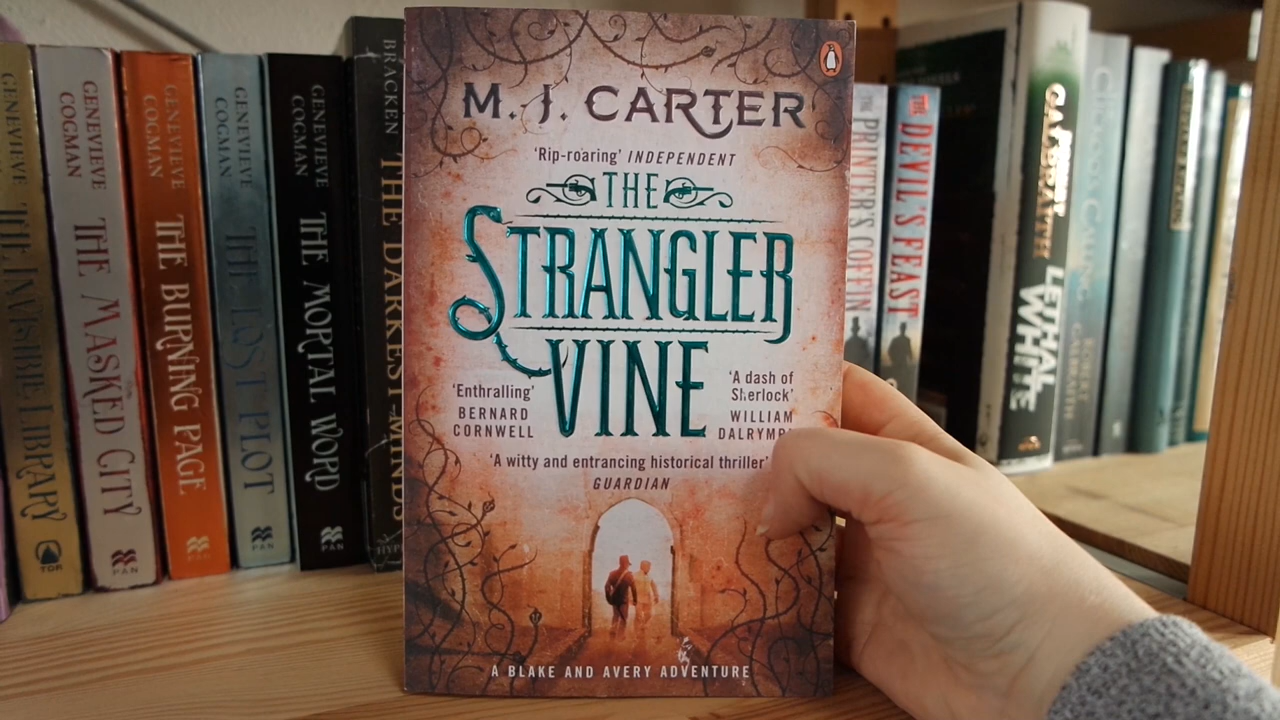 GENEVIEVE COGMAN THE INVISIBLE LIBRARY
TOR
GENEVIEVE COGMAN THE MASKED CITY
PAN
GENEVIEVE COGMAN THE BURNING PAGE
GENEVIEVE COGMAN THE LOST PLOT
PAN
GENEVIEVE COGMAN THE MORTAL WORD
PAN
BRACKEN THE DARKEST MINDS
M. J. CARTER
'Rip-roaring' INDEPENDENT
THE
STRANGLER
VINE
'Enthralling'
BERNARD
CORNWELL
'A dash of
Sherlock'
WILLIAM
'A witty and entrancing historical thriller'
GUARDIAN
A BLAKE AND AVERY ADVENTURE
THE PRINTER'S COFFIN
THE DEVIL'S FEAST
GALBRAITH
LETHAL
WHITE
GALBRAITH